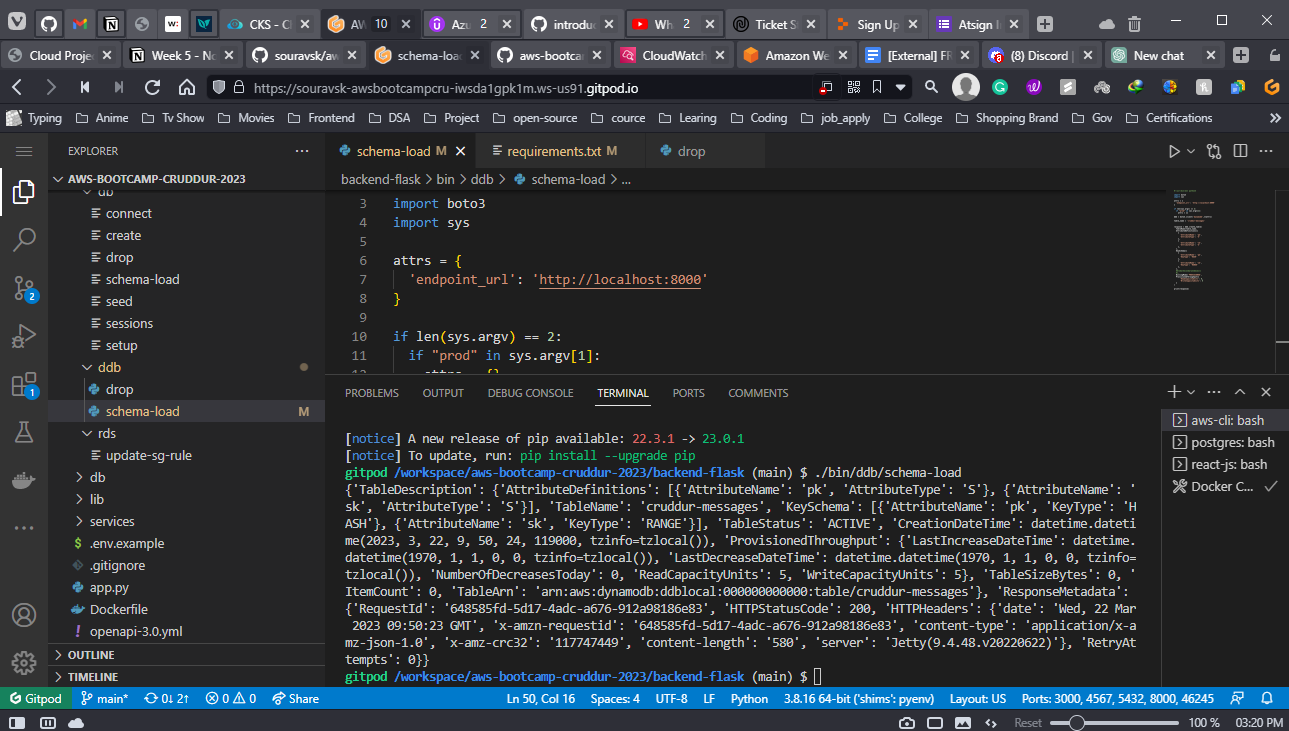 CKS - C
AW
10
Azu
2
introduc
Wh
2
Ticket S
Sign Up
Atsign I
Cloud Proje
Week 5 - No
souravsk/aw
schema-loa
aws-bootca
CloudWatch
Amazon We
[External] FR
(8) Discord |
New chat
https://souravsk-awsbootcampcru-iwsda1gpk1m.ws-us91.gitpod.io
Typing
Anime
Tv Show
Movies
Frontend
DSA
Project
open-source
cource
Learing
Coding
job_apply
College
Shopping Brand
Gov
Certifications
EXPLORER
schema-load M
requirements.txt M
drop
AWS-BOOTCAMP-CRUDDUR-2023
backend-flask > bin > ddb > schema-load > ...
db
connect
create
drop
schema-load
seed
sessions
setup
ddb
drop
schema-load M
rds
update-sg-rule
db
lib
services
.env.example
.gitignore
app.py
Dockerfile
openapi-3.0.yml
OUTLINE
TIMELINE
2
1
3 import boto3
4 import sys
5
6 attrs = {
7 'endpoint_url': 'http://localhost:8000'
8 }
9
10 if len(sys.argv) == 2:
11 if "prod" in sys.argv[1]:
12 attrs = {}
PROBLEMS
OUTPUT
DEBUG CONSOLE
TERMINAL
PORTS
COMMENTS
aws-cli: bash
postgres: bash
react-js: bash
Docker C...
[notice] A new release of pip available: 22.3.1 -> 23.0.1
[notice] To update, run: pip install --upgrade pip
gitpod /workspace/aws-bootcamp-cruddur-2023/backend-flask (main) $ ./bin/ddb/schema-load
{'TableDescription': {'AttributeDefinitions': [{'AttributeName': 'pk', 'AttributeType': 'S'}, {'AttributeName': '
sk', 'AttributeType': 'S'}], 'TableName': 'cruddur-messages', 'KeySchema': [{'AttributeName': 'pk', 'KeyType': 'H
ASH'}, {'AttributeName': 'sk', 'KeyType': 'RANGE'}], 'TableStatus': 'ACTIVE', 'CreationDateTime': datetime.dateti
me(2023, 3, 22, 9, 50, 24, 119000, tzinfo=tzlocal()), 'ProvisionedThroughput': {'LastIncreaseDateTime': datetime.
datetime(1970, 1, 1, 0, 0, tzinfo=tzlocal()), 'LastDecreaseDateTime': datetime.datetime(1970, 1, 1, 0, 0, tzinfo=
tzlocal()), 'NumberOfDecreasesToday': 0, 'ReadCapacityUnits': 5, 'WriteCapacityUnits': 5}, 'TableSizeBytes': 0, '
ItemCount': 0, 'TableArn': 'arn:aws:dynamodb:ddblocal:000000000000:table/cruddur-messages'}, 'ResponseMetadata':
{'RequestId': '648585fd-5d17-4adc-a676-912a98186e83', 'HTTPStatusCode': 200, 'HTTPHeaders': {'date': 'Wed, 22 Mar
2023 09:50:23 GMT', 'x-amzn-requestid': '648585fd-5d17-4adc-a676-912a98186e83', 'content-type': 'application/x-a
mz-json-1.0', 'x-amz-crc32': '117747449', 'content-length': '580', 'server': 'Jetty(9.4.48.v20220622)'}, 'RetryAt
tempts': 0}}
gitpod /workspace/aws-bootcamp-cruddur-2023/backend-flask (main) $
Gitpod
main*
0↓ 2↑
0
0
Share
Ln 50, Col 16
Spaces: 4
UTF-8
LF
Python
3.8.16 64-bit ('shims': pyenv)
Layout: US
Ports: 3000, 4567, 5432, 8000, 46245
Reset
100 %
03:20 PM